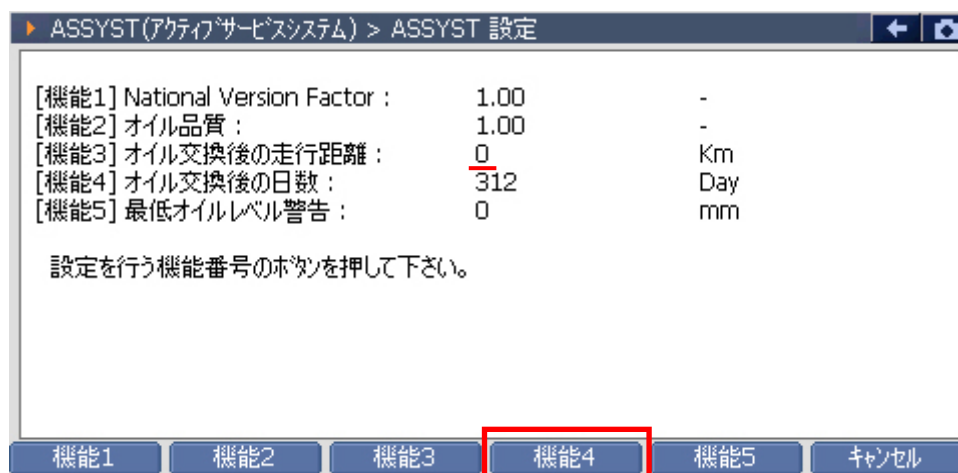 ASSYST(アクティブサービスシステム) > ASSYST 設定
[機能1] National Version Factor : 1.00 -
[機能2] オイル品質 : 1.00 -
[機能3] オイル交換後の走行距離 : 0 Km
[機能4] オイル交換後の日数 : 312 Day
[機能5] 最低オイルレベル警告 : 0 mm
設定を行う機能番号のボタンを押して下さい。
機能1 機能2 機能3 機能4 機能5 キャンセル